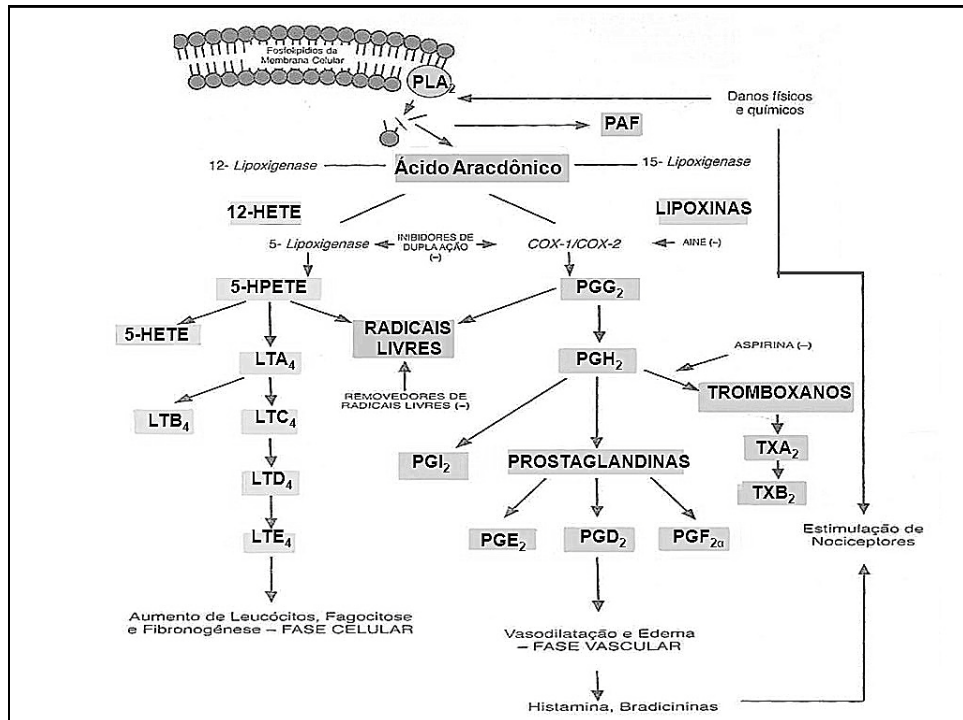 Fosfolipídios da
Membrana Celular
PLA2
Danos físicos
e químicos
PAF
12- Lipoxigenase
Ácido Aracdônico
15- Lipoxigenase
12-HETE
LIPOXINAS
5- Lipoxigenase
INIBIDORES DE
DUPLA AÇÃO
(–)
COX-1/COX-2
AINE (–)
5-HPETE
PGG2
5-HETE
RADICAIS
LIVRES
LTA4
PGH2
ASPIRINA (–)
REMOVEDORES DE
RADICAIS LIVRES (–)
TROMBOXANOS
LTB4
LTC4
PGI2
PROSTAGLANDINAS
TXA2
LTD4
TXB2
LTE4
PGE2
PGD2
PGF2α
Estimulação de
Nociceptores
Aumento de Leucócitos, Fagocitose
e Fibronogênese – FASE CELULAR
Vasodilatação e Edema
– FASE VASCULAR
Histamina, Bradicininas